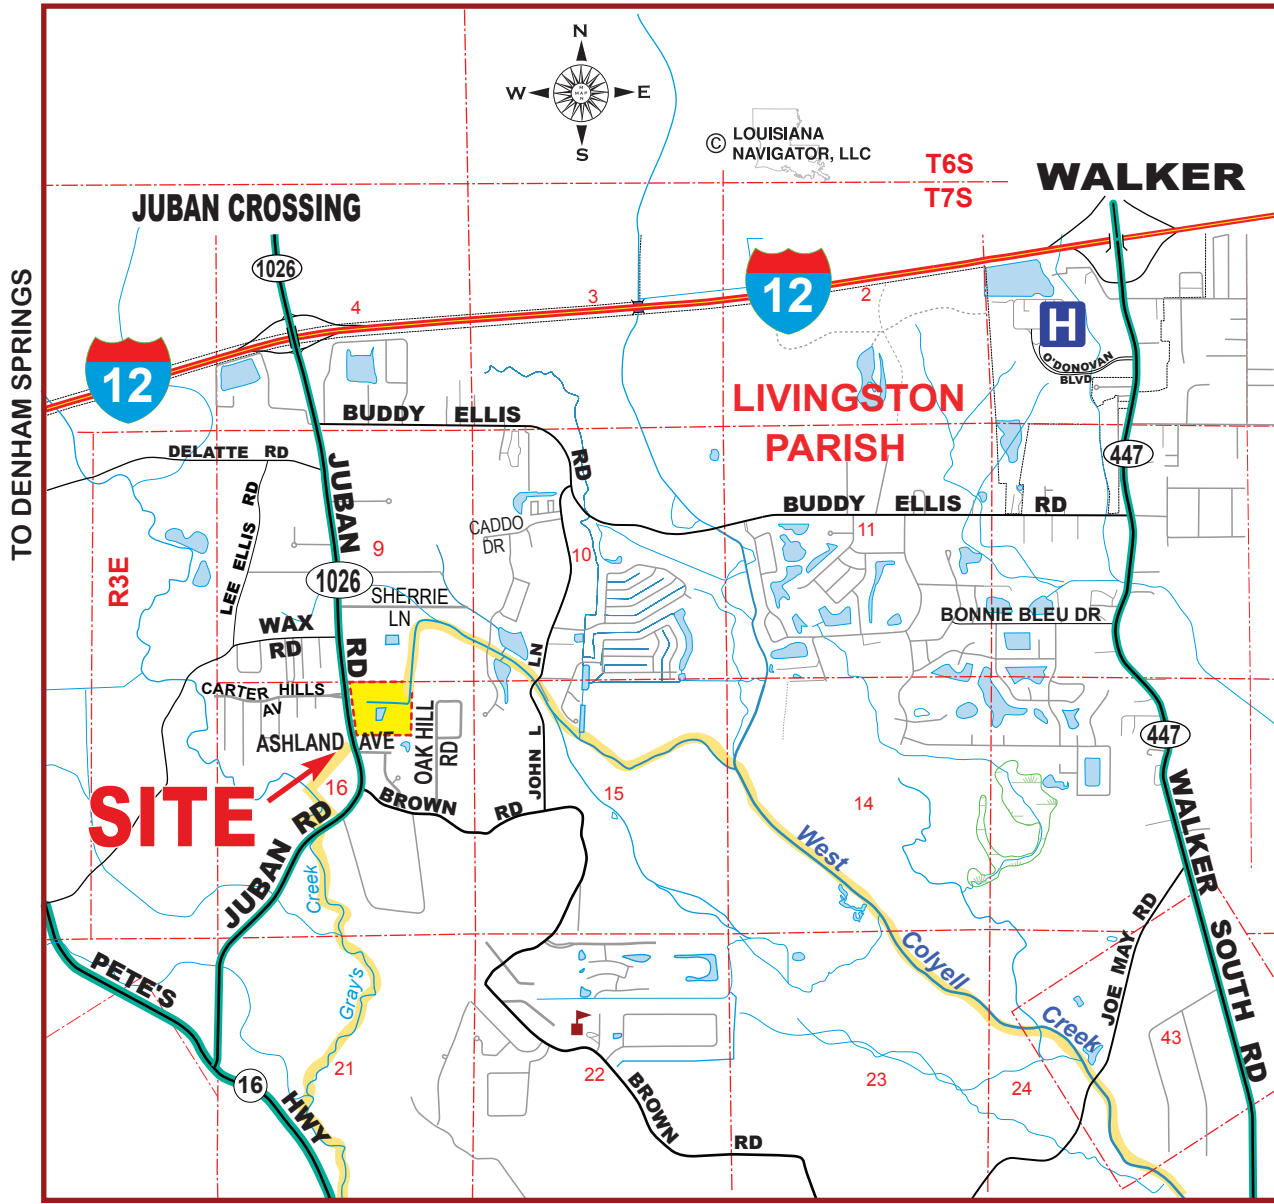 N
W
E
S
M
MAP
N
© LOUISIANA
NAVIGATOR, LLC
T6S
T7S
WALKER
JUBAN CROSSING
TO DENHAM SPRINGS
1026
4
3
12
2
12
H
O'DONOVAN
BLVD
LIVINGSTON
PARISH
BUDDY ELLIS
RD
DELATTE RD
JUBAN
447
LEE ELLIS RD
BUDDY ELLIS RD
CADDO
DR
9
10
11
R3E
1026
SHERRIE
LN
BONNIE BLEU DR
WAX
RD
RD
JOHN L LN
CARTER HILLS
AV
ASHLAND AVE
OAK HILL
RD
447
SITE
16
BROWN RD
15
14
JUBAN RD
WALKER SOUTH RD
West
Colyell
Creek
Creek
Gray's
JOE MAY RD
PETE'S
HWY
16
21
22
23
24
43
BROWN
RD